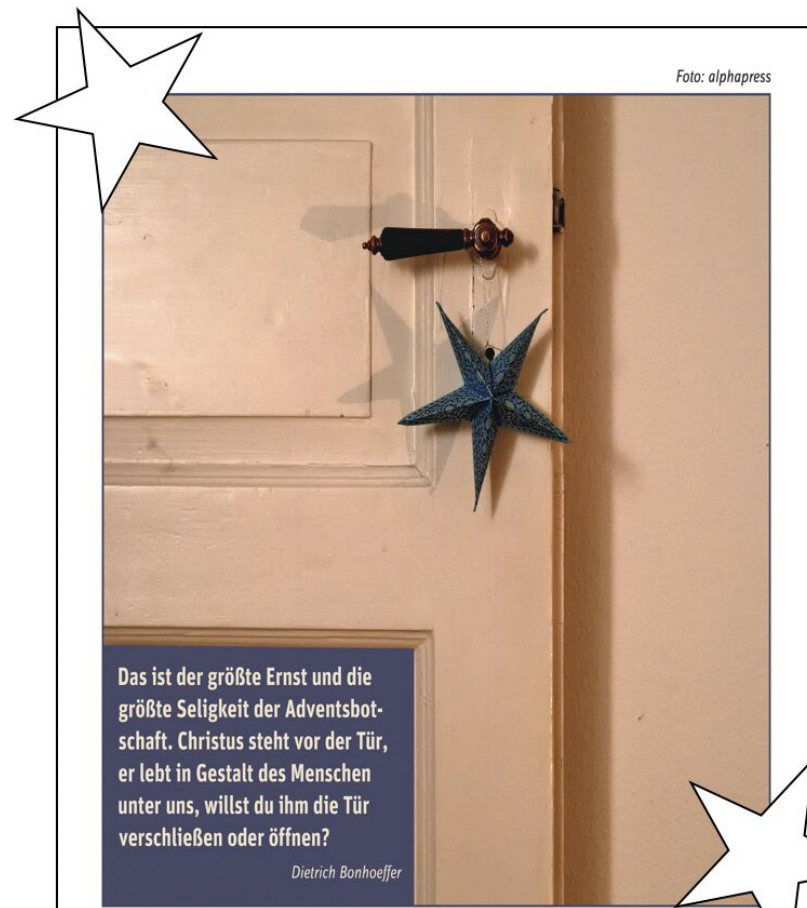 Foto: alphapress
Das ist der größte Ernst und die
größte Seligkeit der Adventsbot-
schaft. Christus steht vor der Tür,
er lebt in Gestalt des Menschen
unter uns, willst du ihm die Tür
verschließen oder öffnen?
Dietrich Bonhoeffer